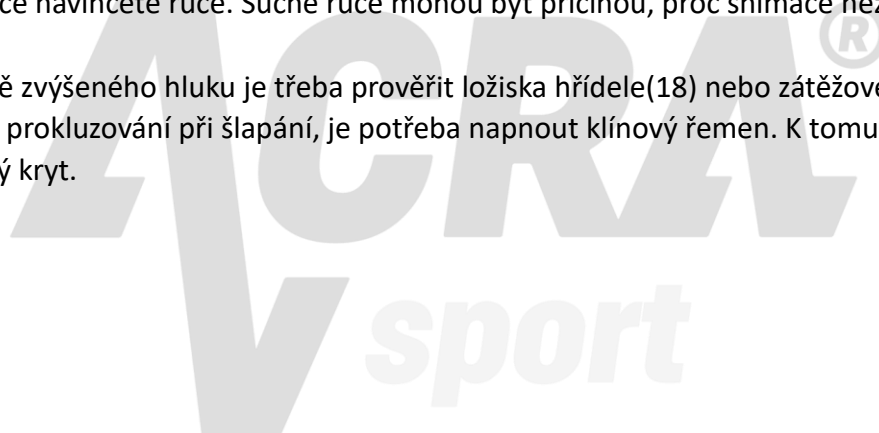 ce navlhčete ruce. Suché ruce mohou být příčinou, proč snímače nez
ě zvýšeného hluku je třeba prověřit ložiska hřídele(18) nebo zátěžové
prokluzování při šlapání, je potřeba napnout klínový řemen. K tomu
ý kryt.
ACRA®
V sport